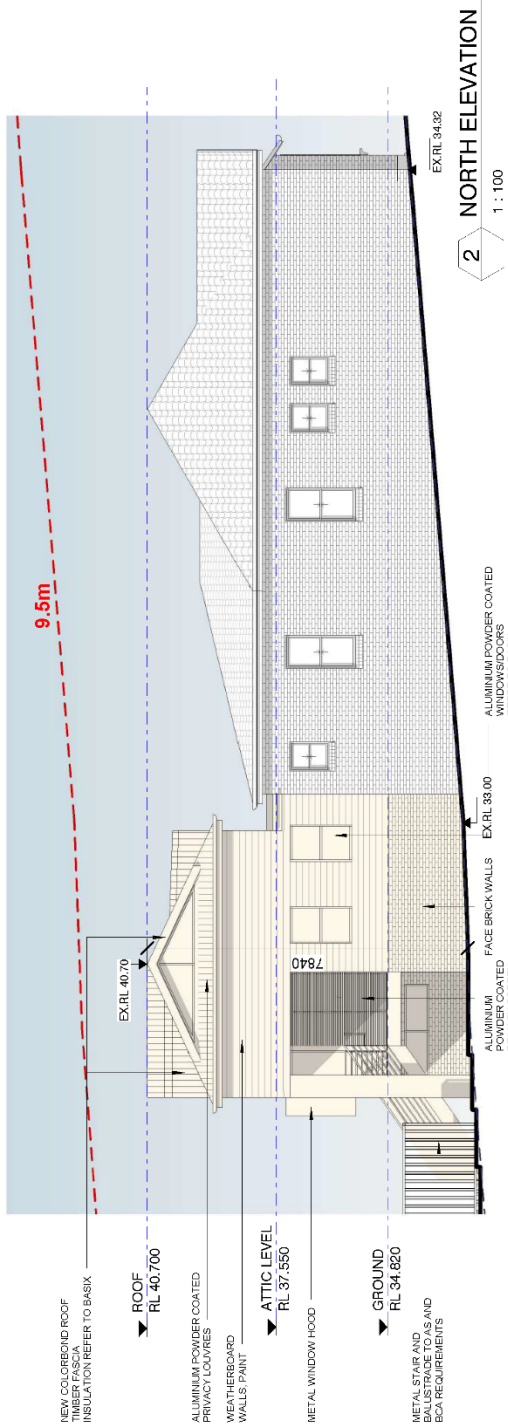 NEW COLORBOND ROOF
TIMBER FASCIA
INSULATION REFER TO BASIX
ROOF
RL 40.700
ALUMINIUM POWDER COATED
PRIVACY LOUVRES
WEATHERBOARD
WALLS, PAINT
ATTIC LEVEL
RL 37.550
METAL WINDOW HOOD
GROUND
RL 34.820
METAL STAIR AND
BALUSTRADE TO AS AND
BCA REQUIREMENTS
9.5m
EX.RL 40.70
7840
ALUMINIUM
POWDER COATED
FACE BRICK WALLS
EX.RL 33.00
ALUMINIUM POWDER COATED
WINDOWS/DOORS
EX.RL 34.32
2
NORTH ELEVATION
1 : 100